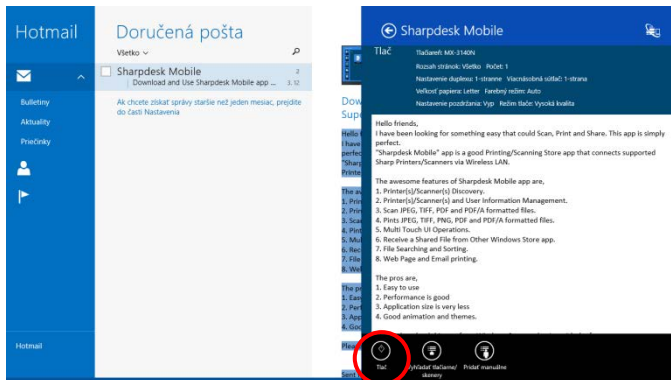 Hotmail
Bulletiny
Aktuality
Priečinky
Hotmail
Doručená pošta
Všetko
Sharpdesk Mobile 2
Download and Use Sharpdesk Mobile app ... 3. 12
Ak chcete získať správy staršie než jeden mesiac, prejdite
do časti Nastavenia
Sharpdesk Mobile
Tlač
Tlačiareň: MX-3140N
Rozsah stránok: Všetko Počet: 1
Nastavenie duplexu: 1-stranne Viacnásobná sútlač: 1-strana
Veľkosť papiera: Letter Farebný režim: Auto
Nastavenie pozdržania: Vyp Režim tlače: Vysoká kvalita
Hello friends,
I have been looking for something easy that could Scan, Print and Share. This app is simply
perfect.
"Sharpdesk Mobile" app is a good Printing/Scanning Store app that connects supported
Sharp Printers/Scanners via Wireless LAN.
The awesome features of Sharpdesk Mobile app are,
1. Printer(s)/Scanner(s) Discovery.
2. Printer(s)/Scanner(s) and User Information Management.
3. Scan JPEG, TIFF, PDF and PDF/A formatted files.
4. Pints JPEG, TIFF, PNG, PDF and PDF/A formatted files.
5. Multi Touch UI Operations.
6. Receive a Shared File from Other Windows Store app.
7. File Searching and Sorting.
8. Web Page and Email printing.
The pros are,
1. Easy to use
2. Performance is good
3. Application size is very less
4. Good animation and themes.
Tlač
Vyhľadať tlačiarne/
skenery
Pridať manuálne